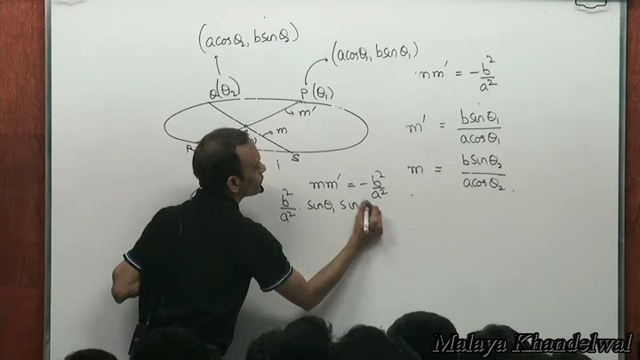 (acosθ₂, bsinθ₂)
(acosθ₁, bsinθ₁)
Q(θ₂)
P(θ₁)
m'
m
S
mm' = -b²/a²
m' = bsinθ₁/acosθ₁
m = bsinθ₂/acosθ₂.
mm' = -b²/a²
b²/a². sinθ₁ sin
Malaya Khandelwal